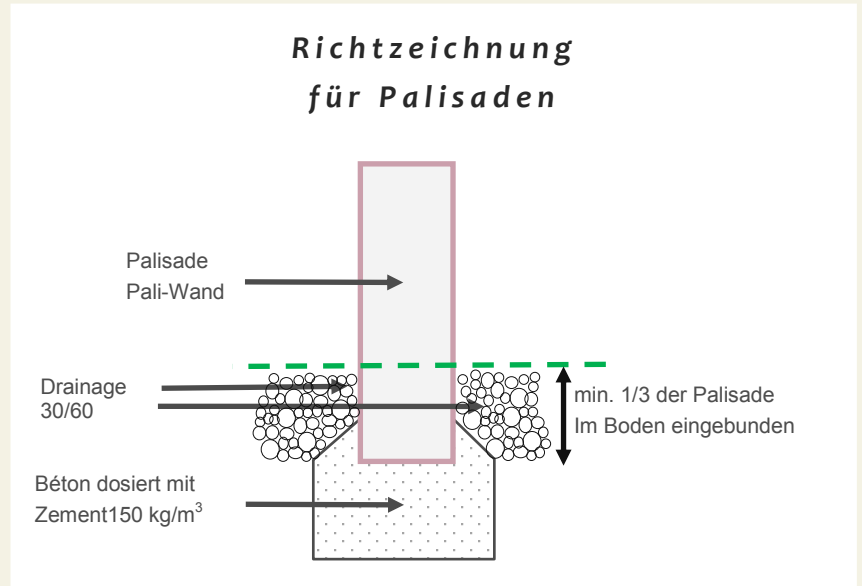 Richtzeichnung
für Palisaden
Palisade
Pali-Wand
Drainage
30/60
min. 1/3 der Palisade
Im Boden eingebunden
Béton dosiert mit
Zement150 kg/m³